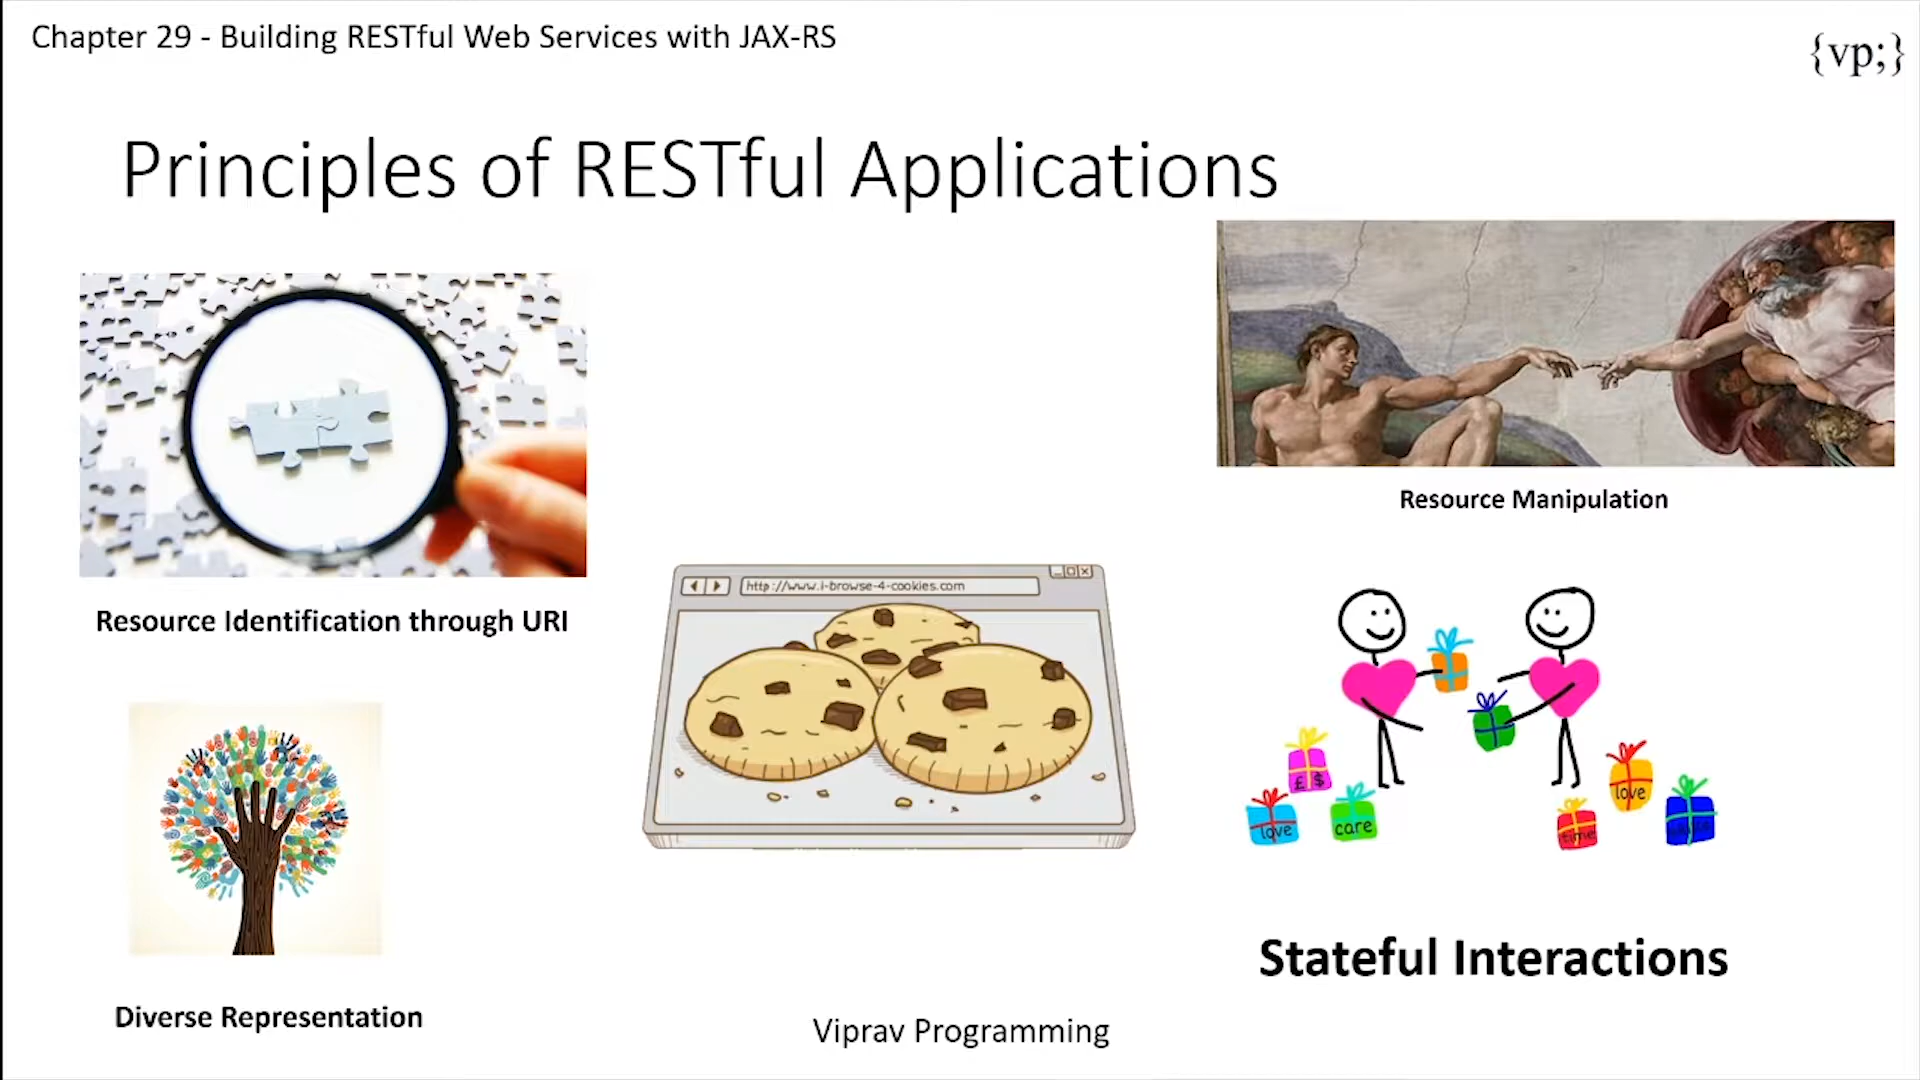 Chapter 29 - Building RESTful Web Services with JAX-RS
{vp;}
Principles of RESTful Applications
Resource Manipulation
Resource Identification through URI
http://www.i-browse-4-cookies.com
£ $
love
care
time
love
Stateful Interactions
Diverse Representation
Viprav Programming